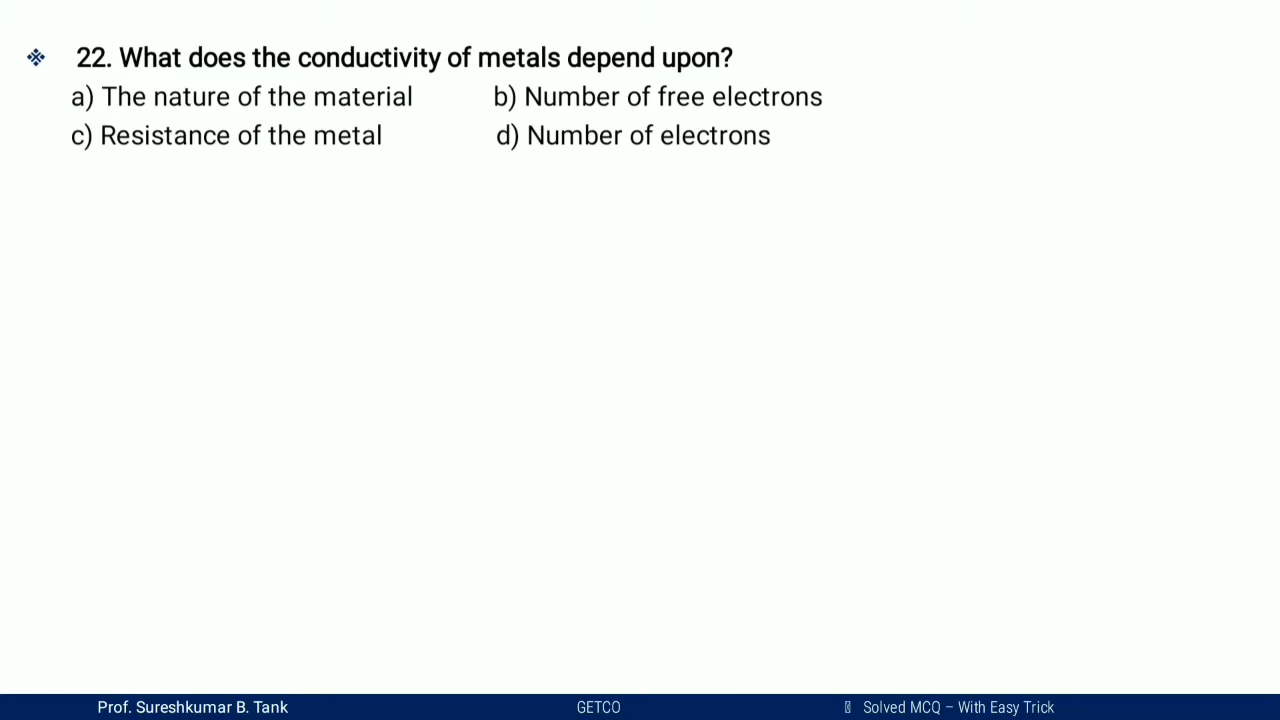 ❖ 22. What does the conductivity of metals depend upon?
a) The nature of the material b) Number of free electrons
c) Resistance of the metal d) Number of electrons
Prof. Sureshkumar B. Tank GETCO Solved MCQ – With Easy Trick